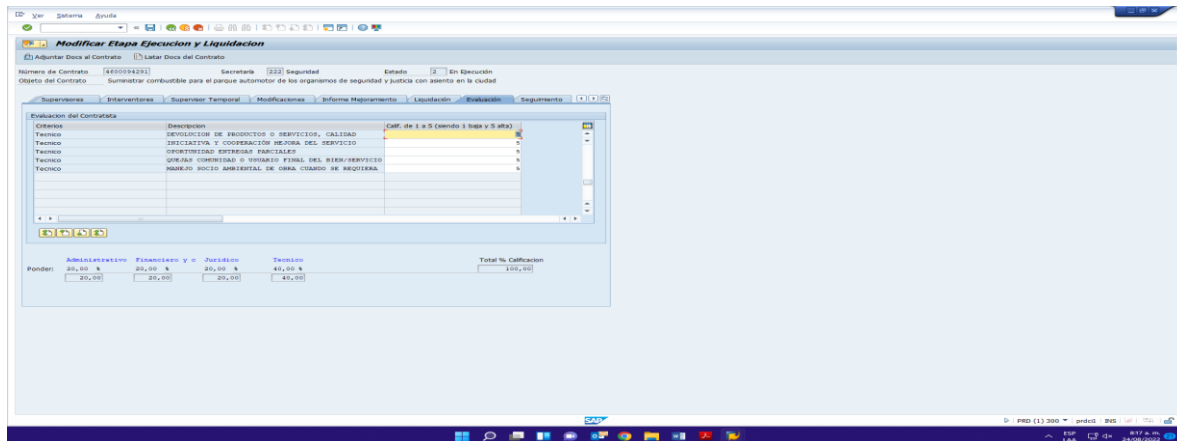 Ver Sistema Ayuda
Modificar Etapa Ejecucion y Liquidacion
Adjuntar Docs al Contrato Listar Docs del Contrato
Número de Contrato 4600094291 Secretaría 222 Seguridad Estado 2 En Ejecución
Objeto del Contrato Suministrar combustible para el parque automotor de los organismos de seguridad y justicia con asiento en la ciudad
Supervisores Interventores Supervisor Temporal Modificaciones Informe Mejoramiento Liquidación Evaluación Seguimiento
Evaluacion del Contratista
Criterios Descripcion Calif. de 1 a 5 (siendo 1 baja y 5 alta)
Tecnico DEVOLUCION DE PRODUCTOS O SERVICIOS, CALIDAD 5
Tecnico INICIATIVA Y COOPERACIÓN MEJORA DEL SERVICIO 5
Tecnico OPORTUNIDAD ENTREGAS PARCIALES 5
Tecnico QUEJAS COMUNIDAD O USUARIO FINAL DEL BIEN/SERVICIO 5
Tecnico MANEJO SOCIO AMBIENTAL DE OBRA CUANDO SE REQUIERA 5
Administrativo Financiero y c Juridico Tecnico Total % Calificacion
Ponder: 20,00 % 20,00 % 20,00 % 40,00 % 100,00
20,00 20,00 20,00 40,00
SAP
PRD (1) 300 prdci1 INS
ESP 8:17 a. m.
LAA 24/08/2022